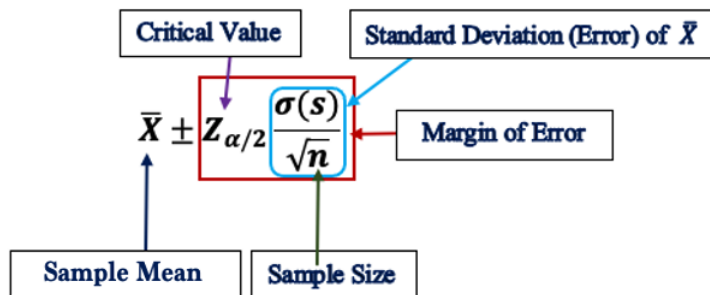 Critical Value
Standard Deviation (Error) of X̄
X̄ ± Z_{α/2} σ(s)/√n
Margin of Error
Sample Mean
Sample Size